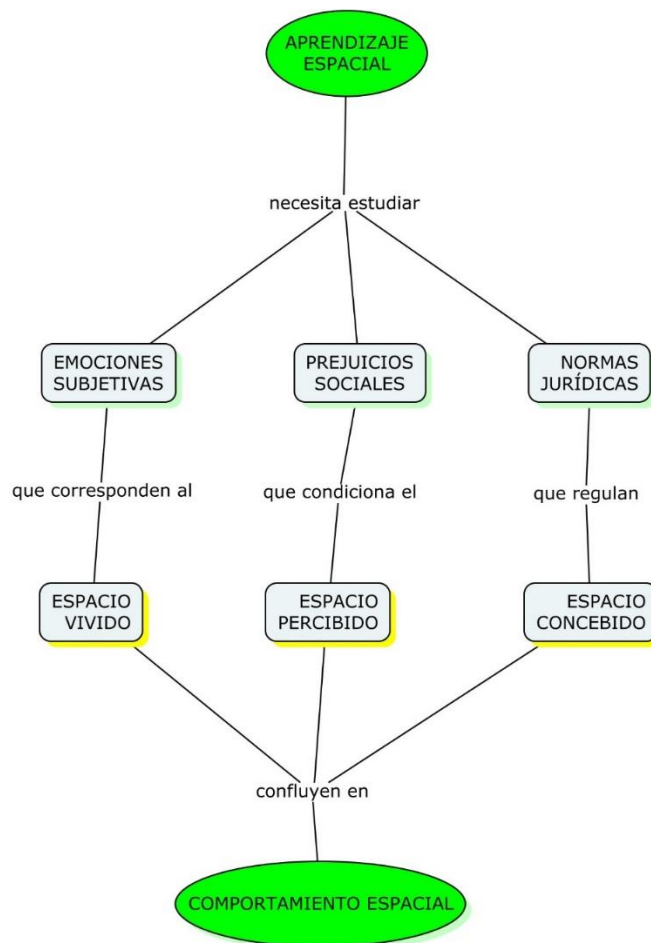 APRENDIZAJE
ESPACIAL
necesita estudiar
EMOCIONES
SUBJETIVAS
PREJUICIOS
SOCIALES
NORMAS
JURÍDICAS
que corresponden al
que condiciona el
que regulan
ESPACIO
VIVIDO
ESPACIO
PERCIBIDO
ESPACIO
CONCEBIDO
confluyen en
COMPORTAMIENTO ESPACIAL